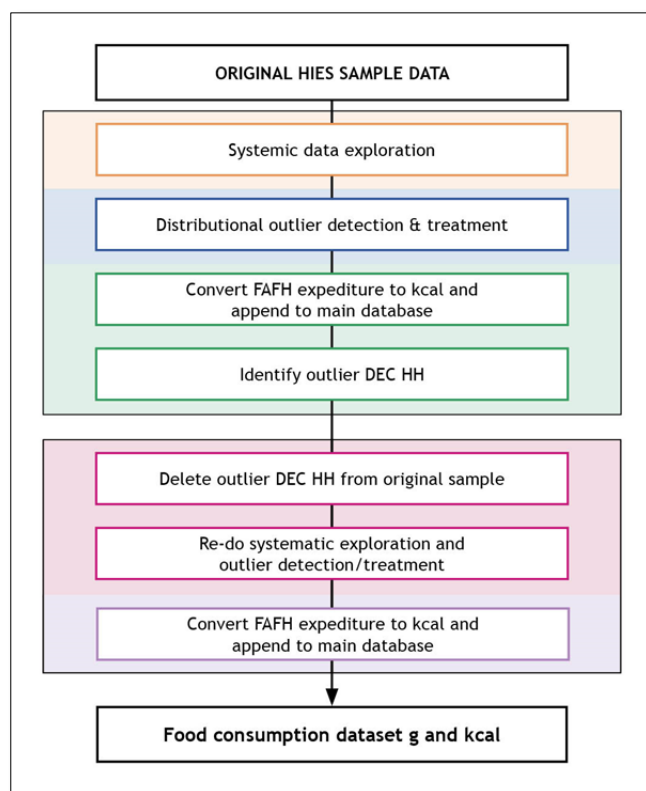 ORIGINAL HIES SAMPLE DATA
Systemic data exploration
Distributional outlier detection & treatment
Convert FAFH expediture to kcal and
append to main database
Identify outlier DEC HH
Delete outlier DEC HH from original sample
Re-do systematic exploration and
outlier detection/treatment
Convert FAFH expediture to kcal and
append to main database
Food consumption dataset g and kcal